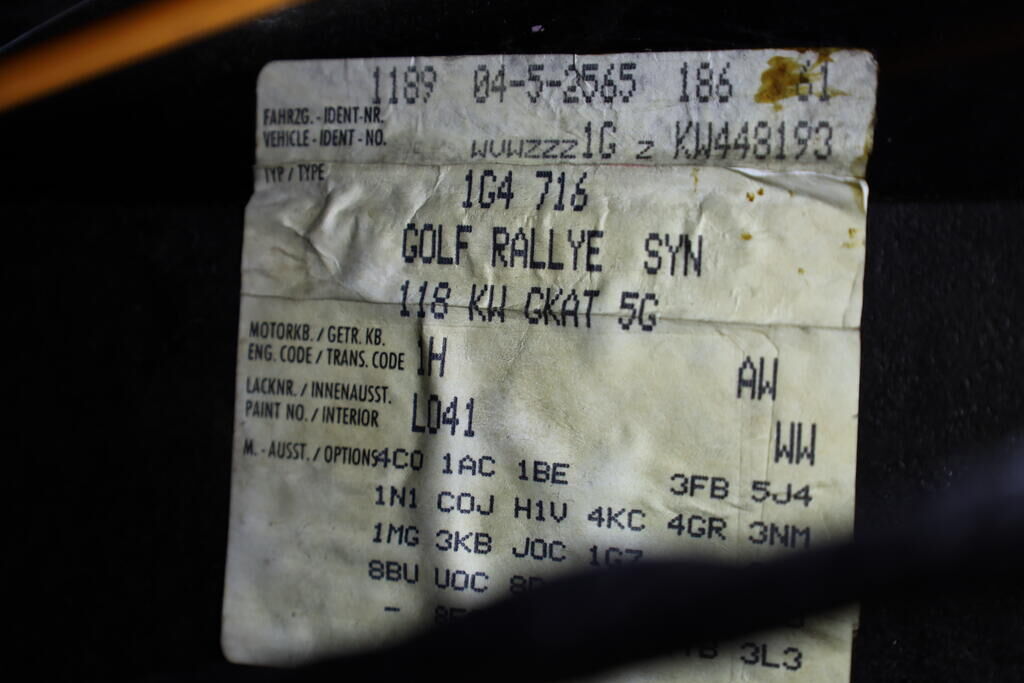 1189 04-5-2565 186 61
FAHRZG. - IDENT-NR.
VEHICLE - IDENT - NO. WVWZZZ1G Z KW448193
TYP / TYPE 1G4 716
GOLF RALLYE SYN
118 KW GKAT 5G
MOTORKB. / GETR. KB.
ENG. CODE / TRANS. CODE 1H AW
LACKNR. / INNENAUSST.
PAINT NO. / INTERIOR L041 WW
M. - AUSST. / OPTIONS 4C0 1AC 1BE 3FB 5J4
1N1 C0J H1V 4KC 4GR 3NM
1MG 3KB J0C 1G7
8BU U0C
- 
3L3